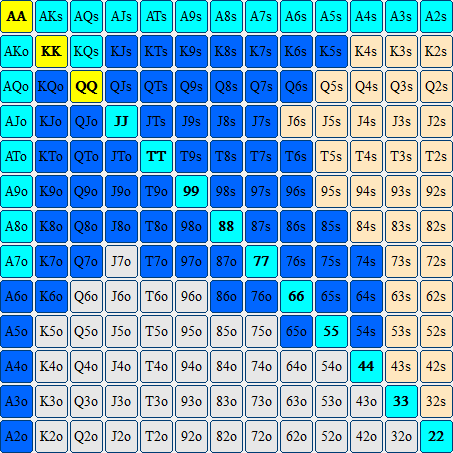 AA AKs AQs AJs ATs A9s A8s A7s A6s A5s A4s A3s A2s
AKo KK KQs KJs KTs K9s K8s K7s K6s K5s K4s K3s K2s
AQo KQo QQ QJs QTs Q9s Q8s Q7s Q6s Q5s Q4s Q3s Q2s
AJo KJo QJo JJ JTs J9s J8s J7s J6s J5s J4s J3s J2s
ATo KTo QTo JTo TT T9s T8s T7s T6s T5s T4s T3s T2s
A9o K9o Q9o J9o T9o 99 98s 97s 96s 95s 94s 93s 92s
A8o K8o Q8o J8o T8o 98o 88 87s 86s 85s 84s 83s 82s
A7o K7o Q7o J7o T7o 97o 87o 77 76s 75s 74s 73s 72s
A6o K6o Q6o J6o T6o 96o 86o 76o 66 65s 64s 63s 62s
A5o K5o Q5o J5o T5o 95o 85o 75o 65o 55 54s 53s 52s
A4o K4o Q4o J4o T4o 94o 84o 74o 64o 54o 44 43s 42s
A3o K3o Q3o J3o T3o 93o 83o 73o 63o 53o 43o 33 32s
A2o K2o Q2o J2o T2o 92o 82o 72o 62o 52o 42o 32o 22